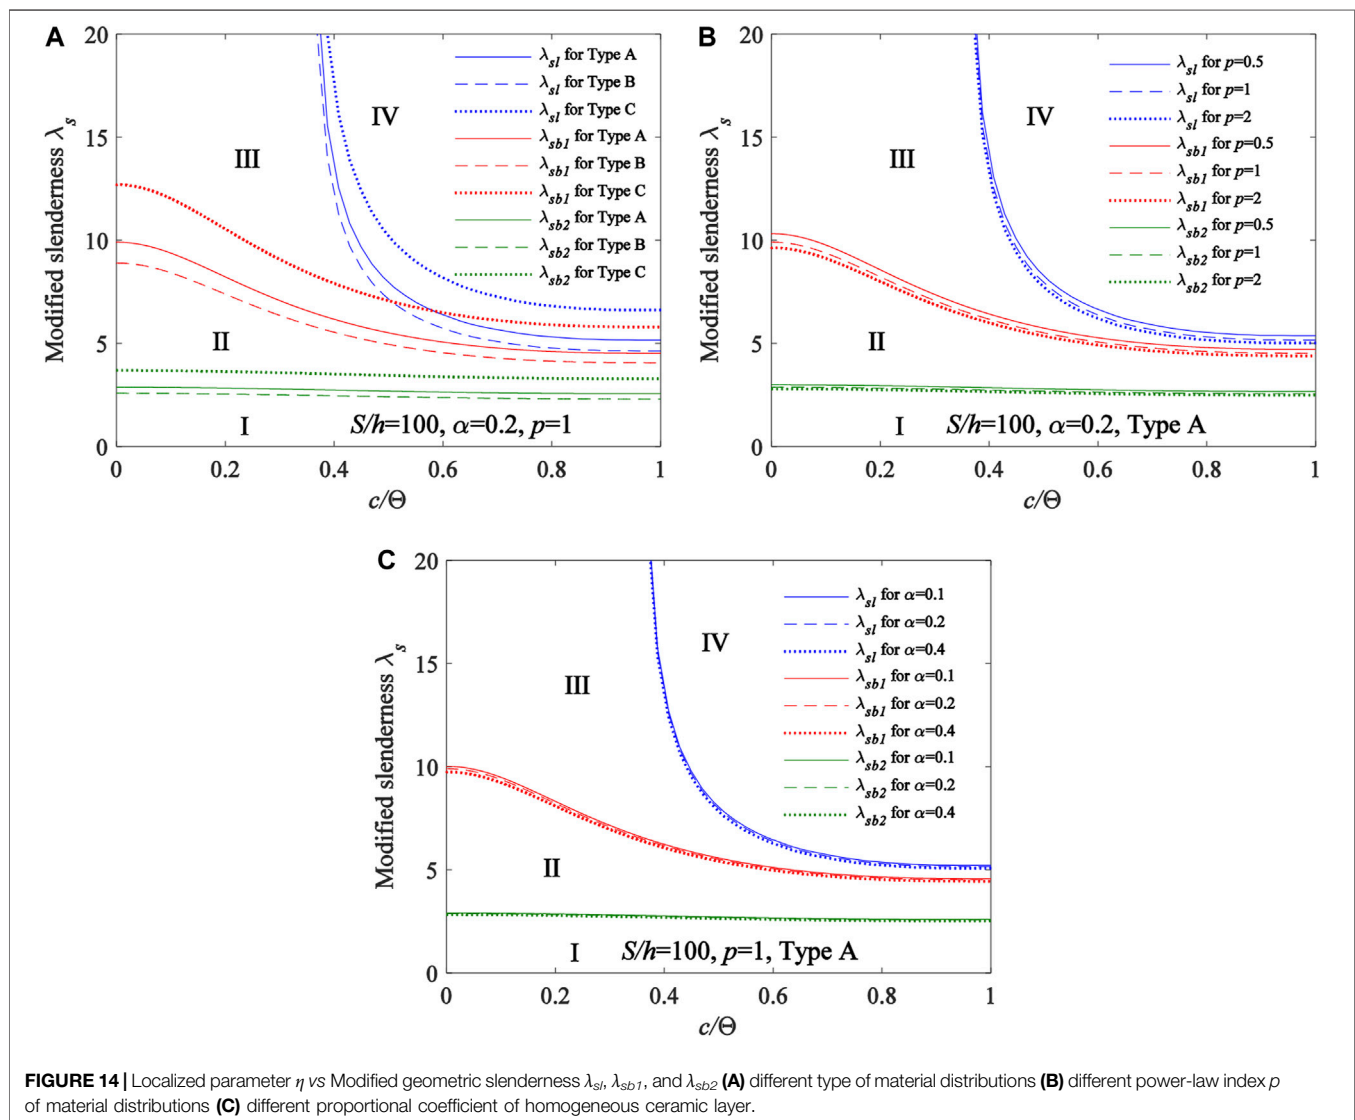 A
20
15
10
5
0
Modified slenderness λs
0 0.2 0.4 0.6 0.8 1
c/Θ
III
IV
II
I
λsl for Type A
λsl for Type B
λsl for Type C
λsb1 for Type A
λsb1 for Type B
λsb1 for Type C
λsb2 for Type A
λsb2 for Type B
λsb2 for Type C
S/h=100, α=0.2, p=1
B
20
15
10
5
0
Modified slenderness λs
0 0.2 0.4 0.6 0.8 1
c/Θ
III
IV
II
I
λsl for p=0.5
λsl for p=1
λsl for p=2
λsb1 for p=0.5
λsb1 for p=1
λsb1 for p=2
λsb2 for p=0.5
λsb2 for p=1
λsb2 for p=2
S/h=100, α=0.2, Type A
C
20
15
10
5
0
Modified slenderness λs
0 0.2 0.4 0.6 0.8 1
c/Θ
III
IV
II
I
λsl for α=0.1
λsl for α=0.2
λsl for α=0.4
λsb1 for α=0.1
λsb1 for α=0.2
λsb1 for α=0.4
λsb2 for α=0.1
λsb2 for α=0.2
λsb2 for α=0.4
S/h=100, p=1, Type A
FIGURE 14 | Localized parameter η vs Modified geometric slenderness λsl, λsb1, and λsb2 (A) different type of material distributions (B) different power-law index p
of material distributions (C) different proportional coefficient of homogeneous ceramic layer.